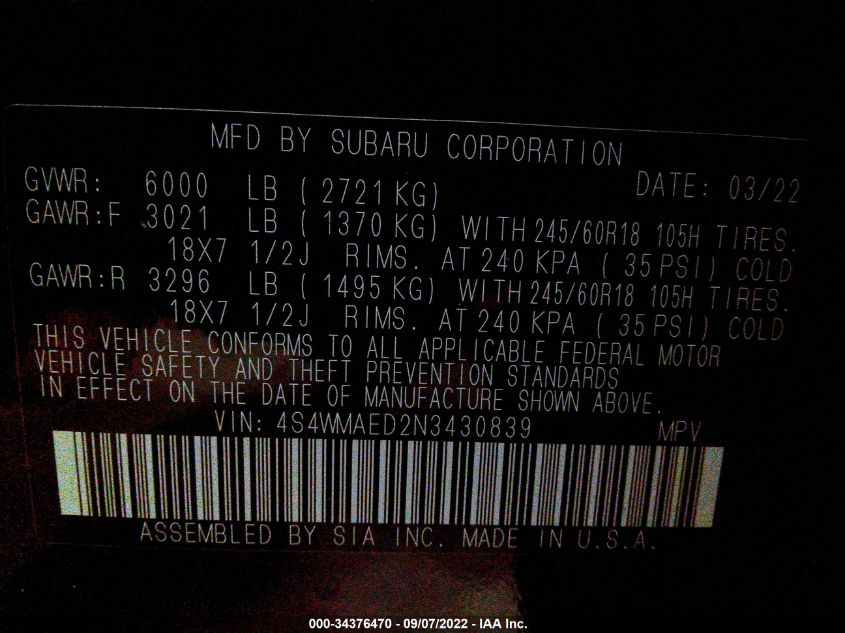 MFD BY SUBARU CORPORATION
GVWR: 6000 LB ( 2721 KG) DATE: 03/22
GAWR:F 3021 LB ( 1370 KG) WITH 245/60R18 105H TIRES.
18X7 1/2J RIMS. AT 240 KPA ( 35 PSI) COLD
GAWR:R 3296 LB ( 1495 KG) WITH 245/60R18 105H TIRES.
18X7 1/2J RIMS. AT 240 KPA ( 35 PSI) COLD
THIS VEHICLE CONFORMS TO ALL APPLICABLE FEDERAL MOTOR
VEHICLE SAFETY AND THEFT PREVENTION STANDARDS
IN EFFECT ON THE DATE OF MANUFACTURE SHOWN ABOVE.
VIN: 4S4WMAED2N3430839 MPV
ASSEMBLED BY SIA INC. MADE IN U.S.A.
000-34376470 - 09/07/2022 - IAA Inc.